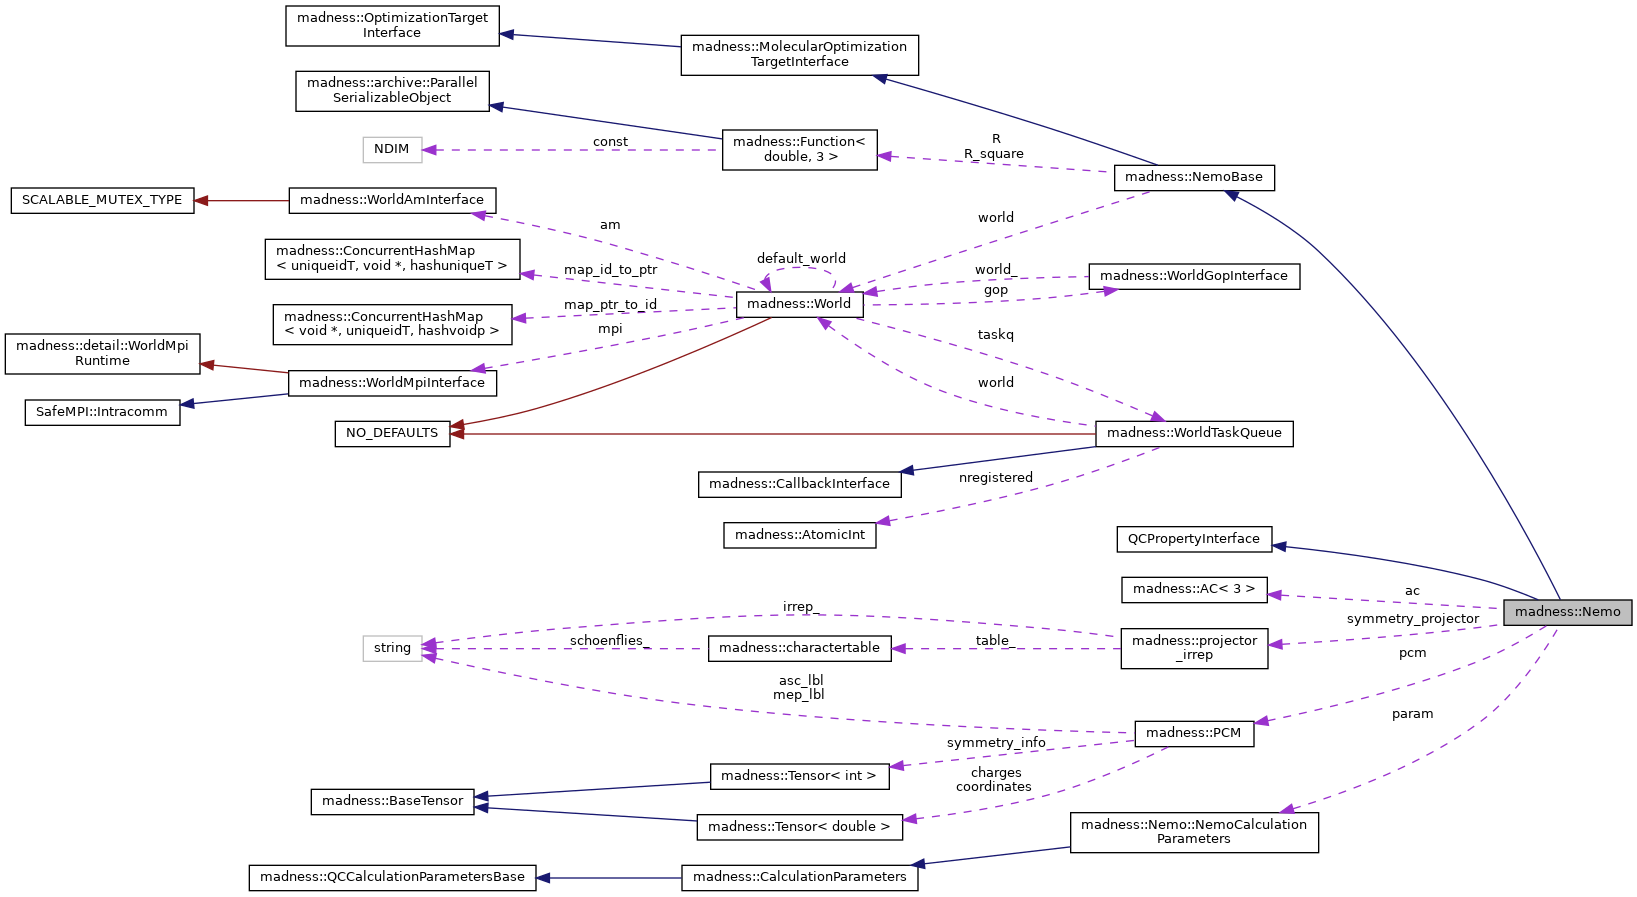 madness::OptimizationTarget
Interface
madness::MolecularOptimization
TargetInterface
madness::archive::Parallel
SerializableObject
NDIM
const
madness::Function<
double, 3 >
R
R_square
madness::NemoBase
SCALABLE_MUTEX_TYPE
madness::WorldAmInterface
am
world
madness::ConcurrentHashMap
< uniqueidT, void *, hashuniqueT >
map_id_to_ptr
default_world
world_
madness::WorldGopInterface
gop
madness::World
madness::ConcurrentHashMap
< void *, uniqueidT, hashvoidp >
map_ptr_to_id
mpi
taskq
madness::detail::WorldMpi
Runtime
madness::WorldMpiInterface
world
SafeMPI::Intracomm
NO_DEFAULTS
madness::WorldTaskQueue
madness::CallbackInterface
nregistered
madness::AtomicInt
QCPropertyInterface
madness::AC< 3 >
ac
madness::Nemo
irrep_
symmetry_projector
string
schoenflies_
madness::charactertable
table_
madness::projector
_irrep
pcm
asc_lbl
mep_lbl
param
madness::PCM
symmetry_info
madness::Tensor< int >
charges
coordinates
madness::BaseTensor
madness::Tensor< double >
madness::Nemo::NemoCalculation
Parameters
madness::QCCalculationParametersBase
madness::CalculationParameters